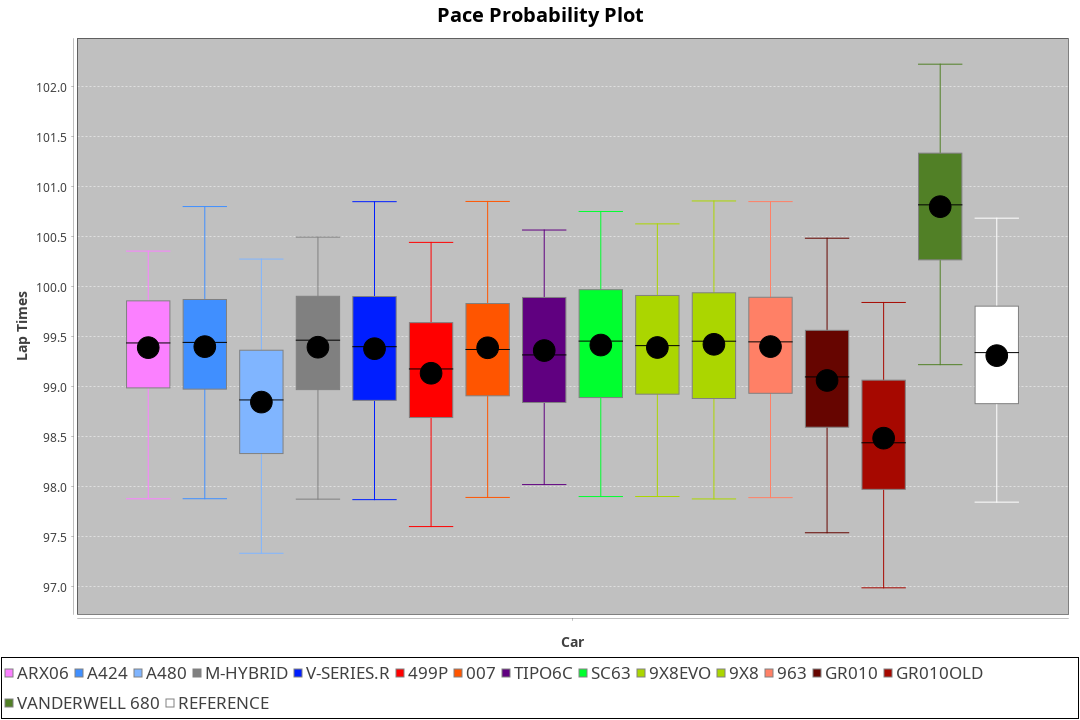 Pace Probability Plot
102.0
101.5
101.0
100.5
100.0
99.5
99.0
98.5
98.0
97.5
97.0
Lap Times
Car
ARX06 A424 A480 M-HYBRID V-SERIES.R 499P 007 TIPO6C SC63 9X8EVO 9X8 963 GR010 GR010OLD
VANDERWELL 680 REFERENCE